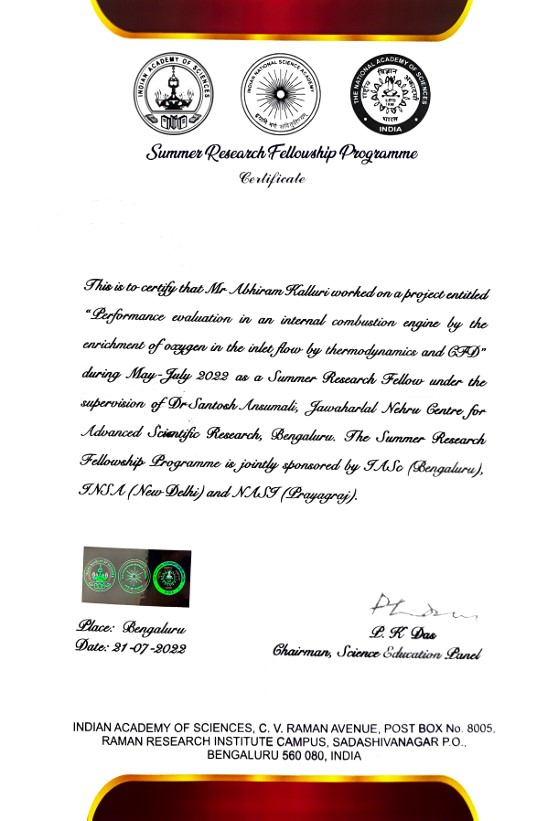 INDIAN ACADEMY OF SCIENCES
INDIAN NATIONAL SCIENCE ACADEMY
THE NATIONAL ACADEMY OF SCIENCES
राष्ट्रीय विज्ञान अकादमी
भारत
INDIA
Summer Research Fellowship Programme
Certificate
This is to certify that Mr Abhiram Kalluri worked on a project entitled
“Performance evaluation in an internal combustion engine by the
enrichment of oxygen in the inlet flow by thermodynamics and CFD”
during May-July 2022 as a Summer Research Fellow under the
supervision of Dr Santosh Ansumali, Jawaharlal Nehru Centre for
Advanced Scientific Research, Bengaluru. The Summer Research
Fellowship Programme is jointly sponsored by IASc (Bengaluru),
INSA (New Delhi) and NASI (Prayagraj).
Place: Bengaluru
Date: 21-07-2022
P. K Das
Chairman, Science Education Panel
INDIAN ACADEMY OF SCIENCES, C. V. RAMAN AVENUE, POST BOX No. 8005,
RAMAN RESEARCH INSTITUTE CAMPUS, SADASHIVANAGAR P.O.,
BENGALURU 560 080, INDIA